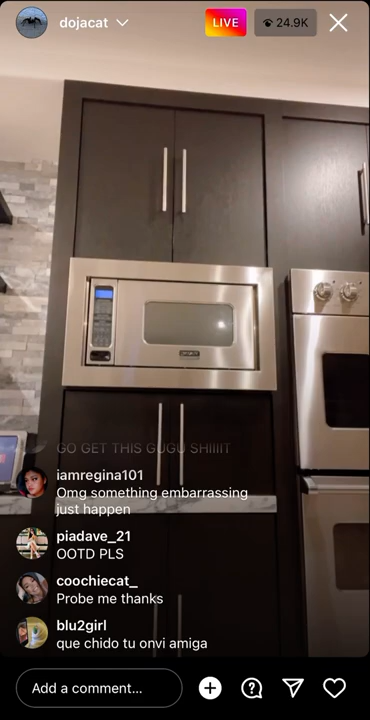 dojacat
LIVE
24.9K
GO GET THIS GUGU SHIIIIT
iamregina101
Omg something embarrassing
just happen
piadave_21
OOTD PLS
coochiecat_
Probe me thanks
blu2girl
que chido tu onvi amiga
Add a comment...